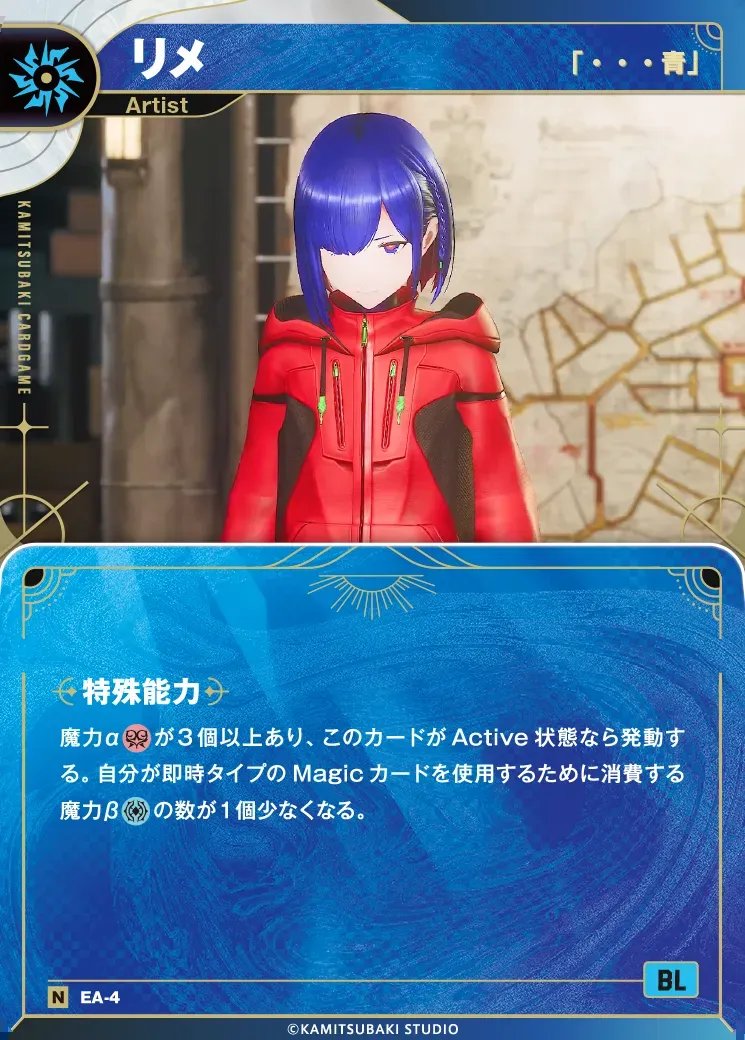 リメ
「・・・青」
Artist
KAMITSUBAKI CARDGAME
特殊能力
魔力α が3個以上あり、このカードがActive状態なら発動す
る。自分が即時タイプのMagicカードを使用するために消費する
魔力β の数が1個少なくなる。
BL
N EA-4
©KAMITSUBAKI STUDIO